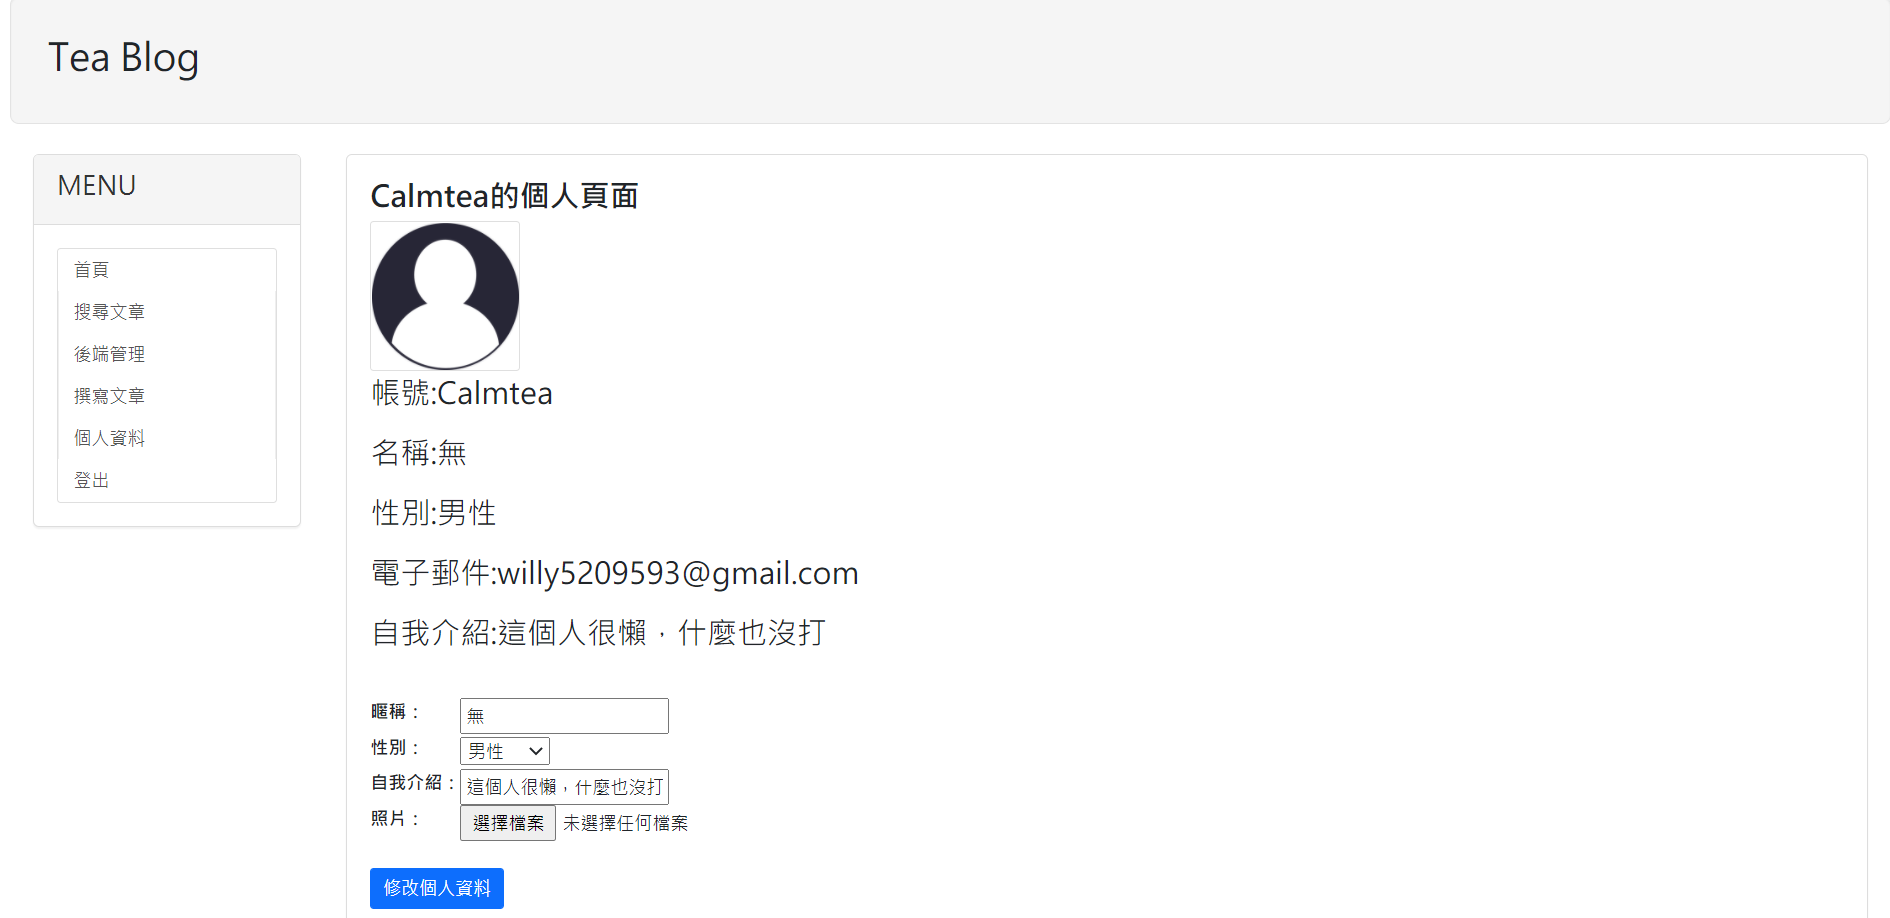 Tea Blog
MENU
首頁
搜尋文章
後端管理
撰寫文章
個人資料
登出
Calmtea的個人頁面
帳號:Calmtea
名稱:無
性別:男性
電子郵件:willy5209593@gmail.com
自我介紹:這個人很懶，什麼也沒打
暱稱： 無
性別： 男性
自我介紹： 這個人很懶，什麼也沒打
照片： 選擇檔案 未選擇任何檔案
修改個人資料